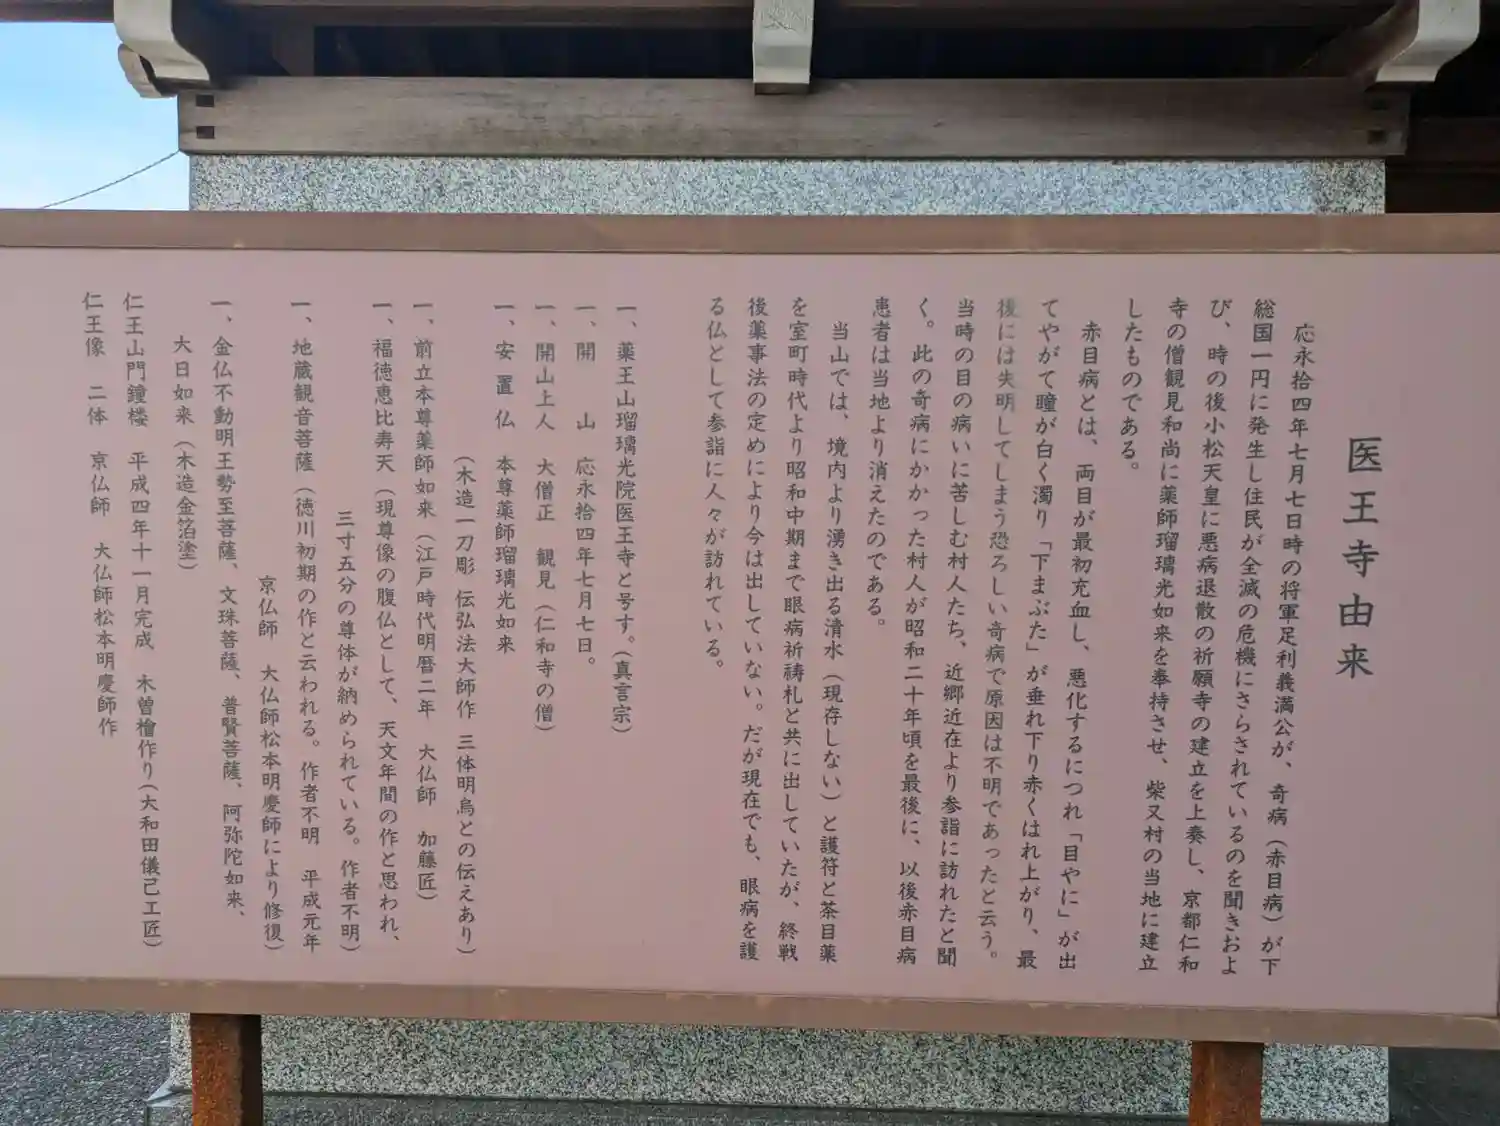 医王寺由来
応永拾四年七月七日時の将軍足利義満公が、奇病（赤目病）が下
総国一円に発生し住民が全滅の危機にさらされているのを聞きおよ
び、時の後小松天皇に悪病退散の祈願寺の建立を上奏し、京都仁和
寺の僧観見和尚に薬師瑠璃光如来を奉持させ、柴又村の当地に建立
したものである。
赤目病とは、両目が最初充血し、悪化するにつれ「目やに」が出
てやがて瞳が白く濁り「下まぶた」が垂れ下り赤くはれ上がり、最
後には失明してしまう恐ろしい奇病で原因は不明であったと云う。
当時の目の病いに苦しむ村人たち、近郷近在より参詣に訪れたと聞
く。此の奇病にかかった村人が昭和二十年頃を最後に、以後赤目病
患者は当地より消えたのである。
当山では、境内より湧き出る清水（現存しない）と護符と茶目薬
を室町時代より昭和中期まで眼病祈祷札と共に出していたが、終戦
後薬事法の定めにより今は出していない。だが現在でも、眼病を護
る仏として参詣に人々が訪れている。
一、薬王山瑠璃光院医王寺と号す。（真言宗）
一、開　山　応永拾四年七月七日。
一、開山上人　大僧正　観見（仁和寺の僧）
一、安置仏　本尊薬師瑠璃光如来
（木造一刀彫　伝弘法大師作　三体明烏との伝えあり）
一、前立本尊薬師如来（江戸時代明暦二年　大仏師　加藤匠）
一、福徳恵比寿天（現尊像の腹仏として、天文年間の作と思われ、
三寸五分の尊体が納められている。作者不明）
一、地蔵観音菩薩（徳川初期の作と云われる。作者不明　平成元年
京仏師　大仏師松本明慶師により修復）
一、金仏不動明王勢至菩薩、文珠菩薩、普賢菩薩、阿弥陀如来、
大日如来（木造金箔塗）
仁王山門鐘楼　平成四年十一月完成　木曽檜作り（大和田儀己工匠）
仁王像　二体　京仏師　大仏師松本明慶師作